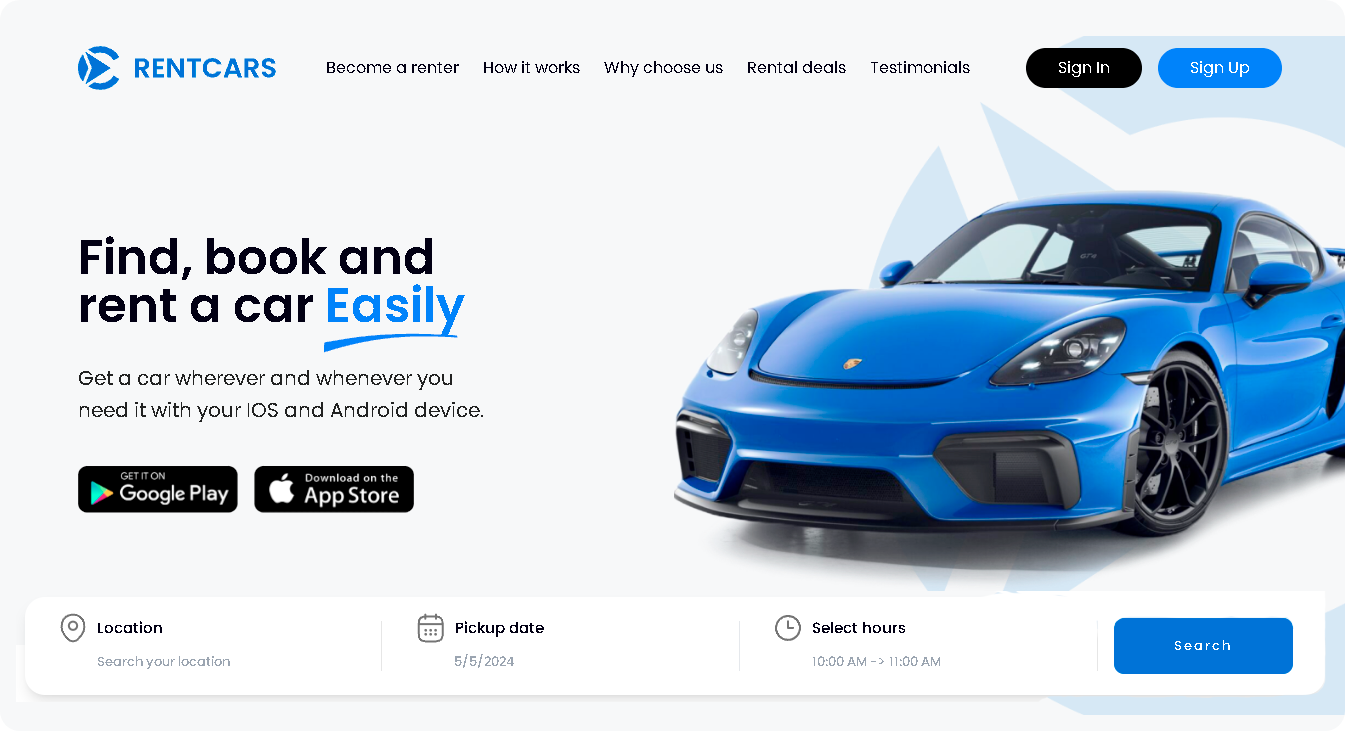 RENTCARS
Become a renter
How it works
Why choose us
Rental deals
Testimonials
Sign In
Sign Up
Find, book and
rent a car Easily
Get a car wherever and whenever you
need it with your IOS and Android device.
GET IT ON
Google Play
Download on the
App Store
GT4
Location
Search your location
Pickup date
5/5/2024
Select hours
10:00 AM -> 11:00 AM
Search